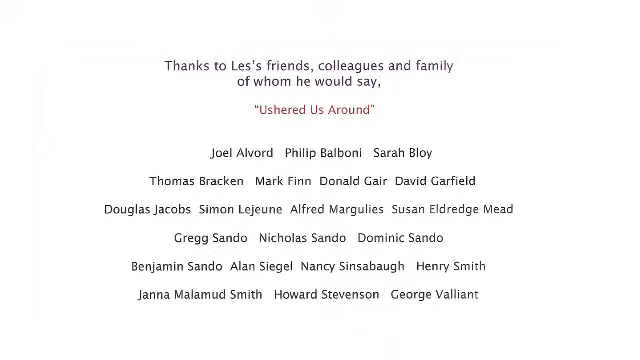 Thanks to Les's friends, colleagues and family
of whom he would say,
“Ushered Us Around”
Joel Alvord Philip Balboni Sarah Bloy
Thomas Bracken Mark Finn Donald Gair David Garfield
Douglas Jacobs Simon Lejeune Alfred Margulies Susan Eldredge Mead
Gregg Sando Nicholas Sando Dominic Sando
Benjamin Sando Alan Siegel Nancy Sinsabaugh Henry Smith
Janna Malamud Smith Howard Stevenson George Valliant